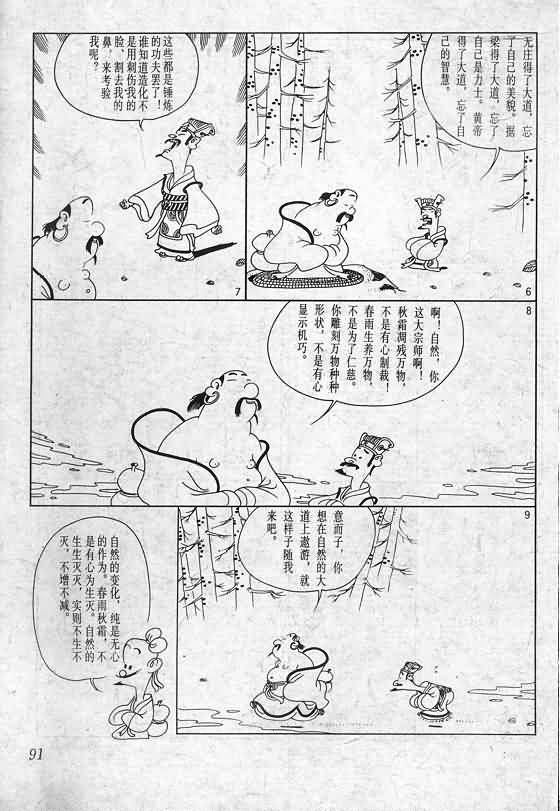 无庄得了大道，忘
了自己的美貌。据
梁得了大道，忘了
自己是力士。黄帝
得了大道，忘了自
己的智慧。
6
这些都是锤炼
的功夫罢了！
谁知道造化不
是用刺伤我的
脸、割去我的
鼻，来考验
我呢？
7
啊！自然，你
这大宗师啊！
秋霜凋残万物，
不是有心制裁！
春雨生养万物，
不是为了仁慈。
你雕刻万物种种
形状，不是有心
显示机巧。
8
意而子，你
想在自然的大
道上遨游，就
这样子随我
来吧。
9
自然的变化，纯是无心
的作为。春雨秋霜，不
是有心为生灭。自然的
生生灭灭，实则不生不
灭，不增不减。
91